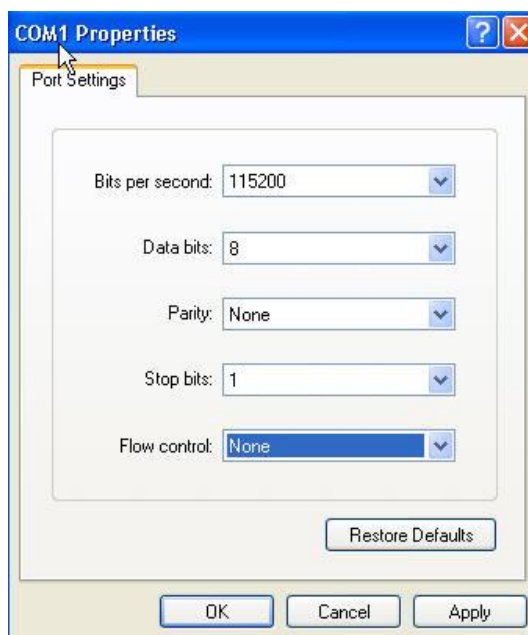 COM1 Properties
Port Settings
Bits per second: 115200
Data bits: 8
Parity: None
Stop bits: 1
Flow control: None
Restore Defaults
OK Cancel Apply